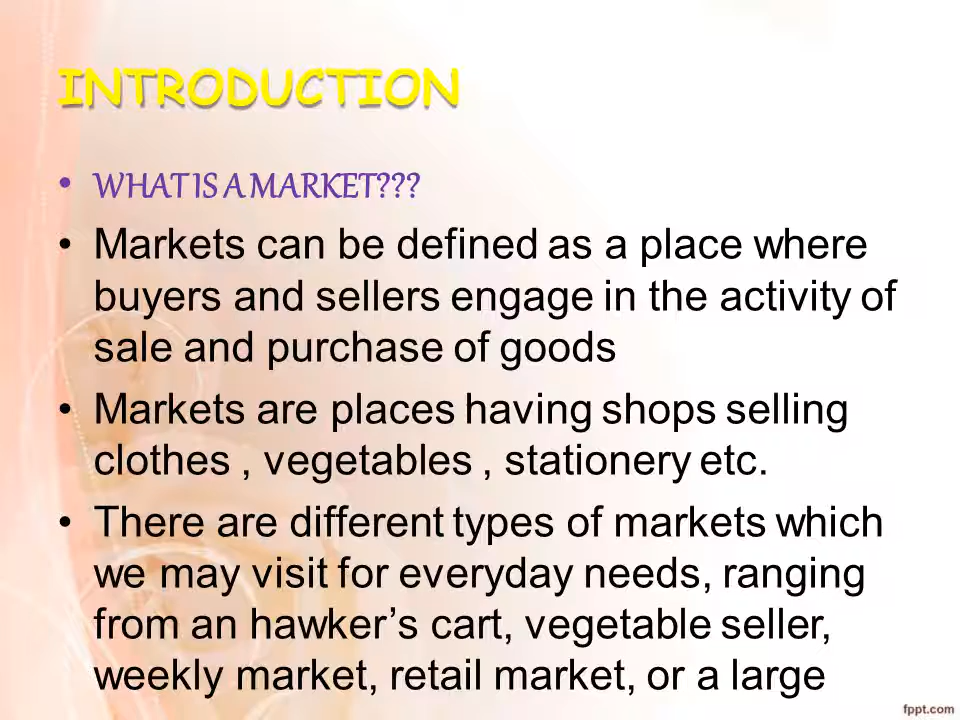 INTRODUCTION
• WHAT IS A MARKET???
• Markets can be defined as a place where
buyers and sellers engage in the activity of
sale and purchase of goods
• Markets are places having shops selling
clothes , vegetables , stationery etc.
• There are different types of markets which
we may visit for everyday needs, ranging
from an hawker’s cart, vegetable seller,
weekly market, retail market, or a large
fppt.com